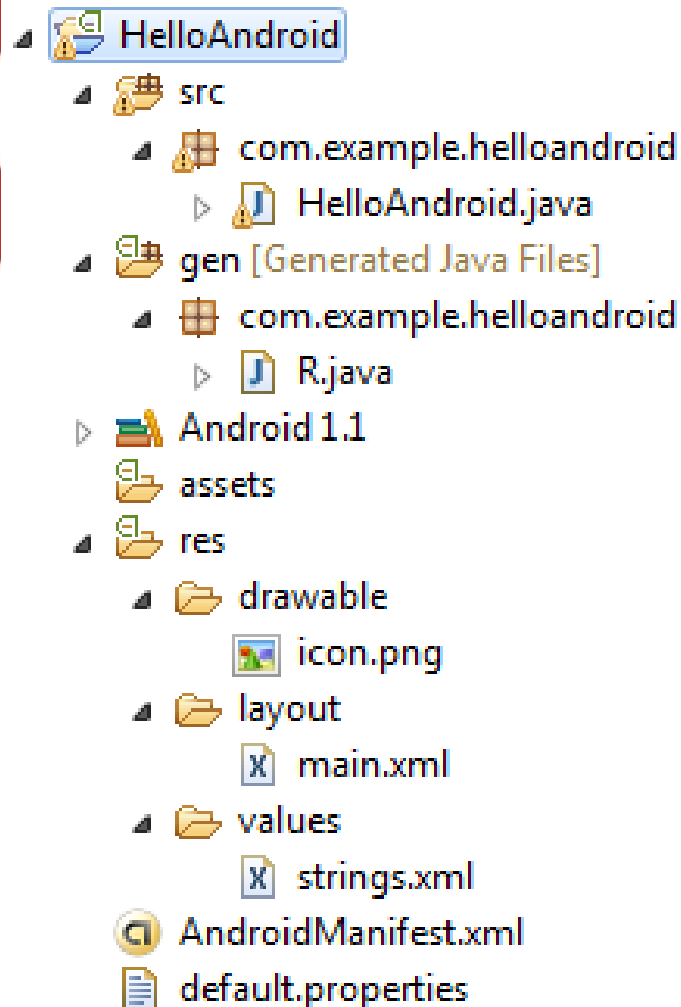 HelloAndroid
src
com.example.helloandroid
HelloAndroid.java
gen [Generated Java Files]
com.example.helloandroid
R.java
Android 1.1
assets
res
drawable
icon.png
layout
main.xml
values
strings.xml
AndroidManifest.xml
default.properties